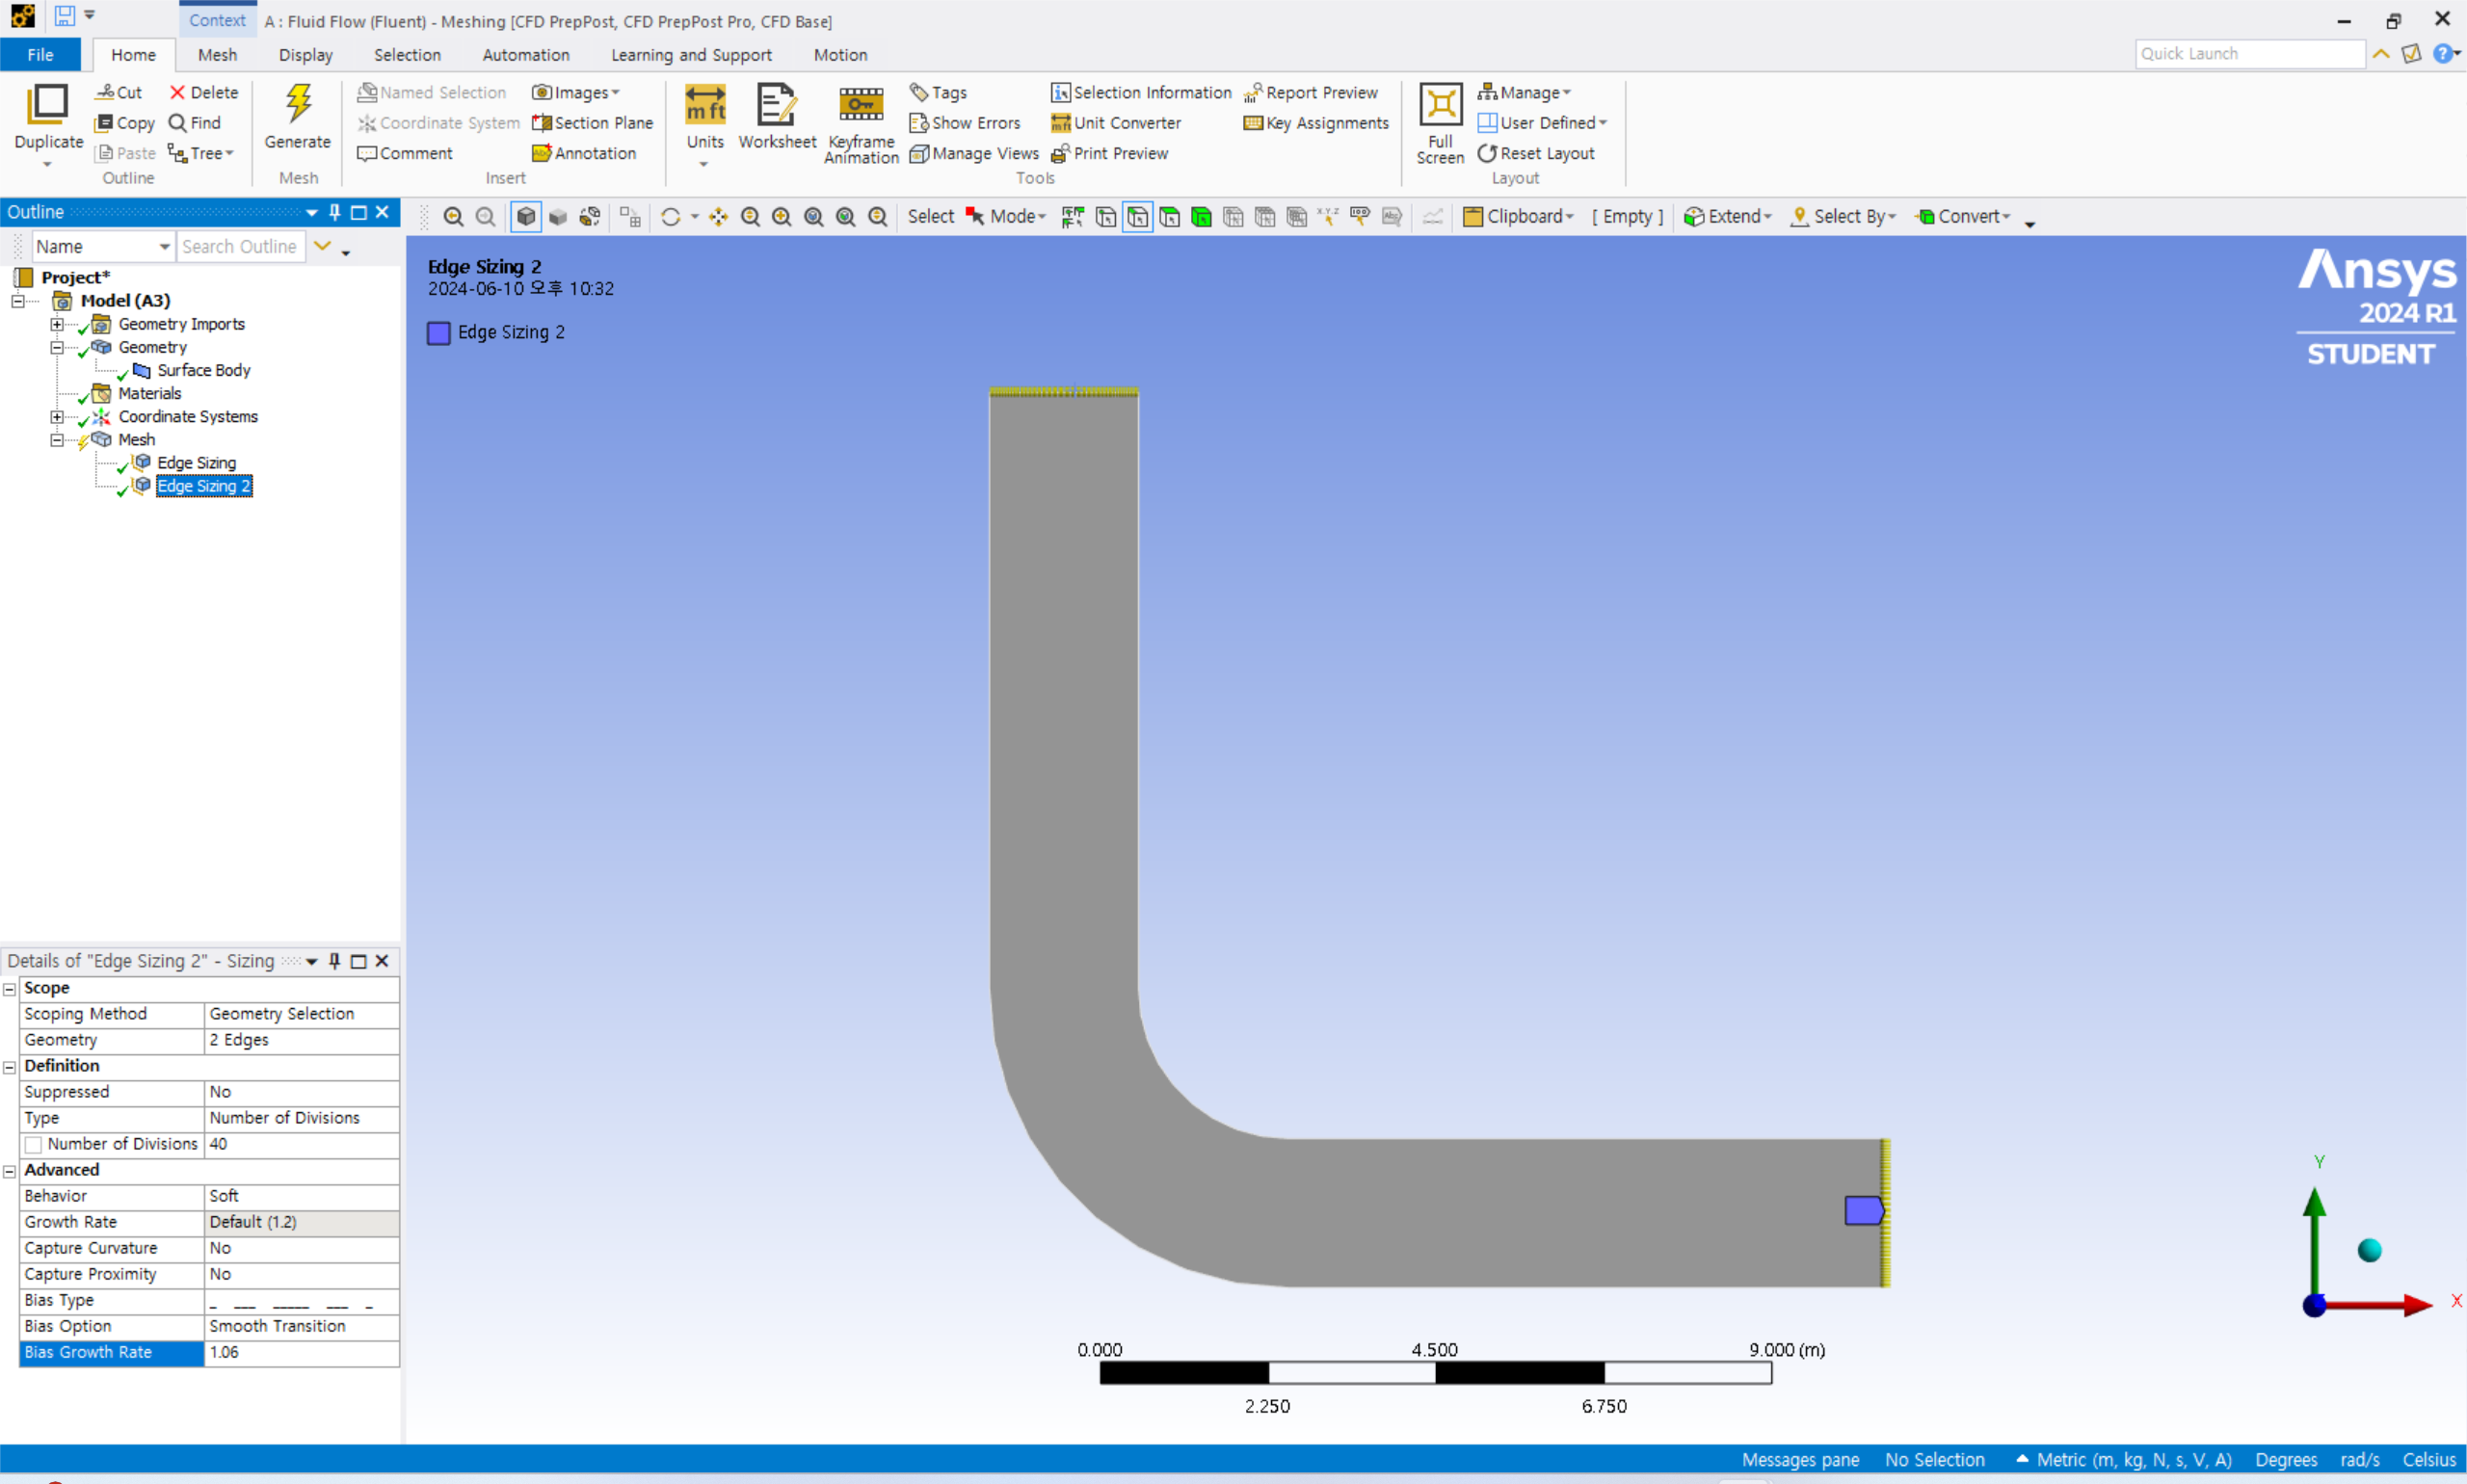 Context A : Fluid Flow (Fluent) - Meshing [CFD PrepPost, CFD PrepPost Pro, CFD Base]
File Home Mesh Display Selection Automation Learning and Support Motion Quick Launch
Duplicate
Cut
Copy
Paste
Delete
Find
Tree
Outline
Generate
Mesh
Named Selection
Coordinate System
Comment
Images
Section Plane
Annotation
Insert
mft
Units
Worksheet
Keyframe
Animation
Tags
Show Errors
Manage Views
Selection Information
Unit Converter
Print Preview
Report Preview
Key Assignments
Tools
Full
Screen
Manage
User Defined
Reset Layout
Layout
Outline
Name Search Outline
Select Mode Clipboard [ Empty ] Extend Select By Convert
Project*
Model (A3)
Geometry Imports
Geometry
Surface Body
Materials
Coordinate Systems
Mesh
Edge Sizing
Edge Sizing 2
Edge Sizing 2
2024-06-10 오후 10:32
Edge Sizing 2
Ansys
2024 R1
STUDENT
Details of "Edge Sizing 2" - Sizing
Scope
Scoping Method Geometry Selection
Geometry 2 Edges
Definition
Suppressed No
Type Number of Divisions
Number of Divisions 40
Advanced
Behavior Soft
Growth Rate Default (1.2)
Capture Curvature No
Capture Proximity No
Bias Type _ __ ___ __ _
Bias Option Smooth Transition
Bias Growth Rate 1.06
Y
X
0.000 4.500 9.000 (m)
2.250 6.750
Messages pane No Selection Metric (m, kg, N, s, V, A) Degrees rad/s Celsius